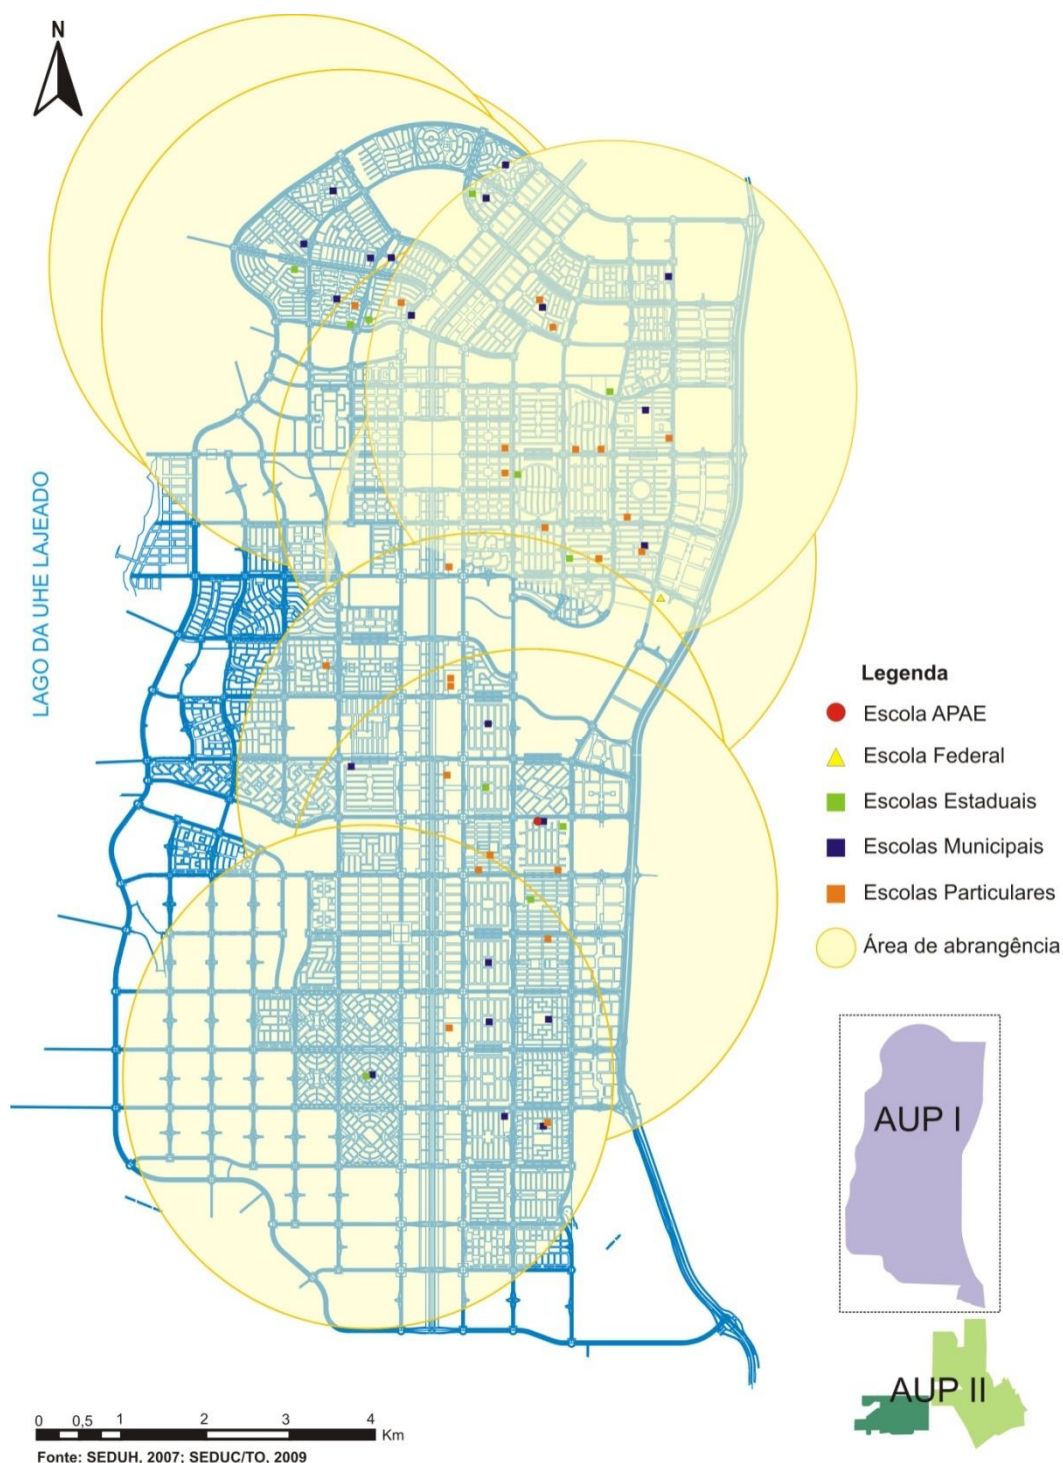 N
LAGO DA UHE LAJEADO
Legenda
Escola APAE
Escola Federal
Escolas Estaduais
Escolas Municipais
Escolas Particulares
Área de abrangência
AUP I
AUP II
0 0,5 1 2 3 4
Km
Fonte: SEDUH, 2007; SEDUC/TO, 2009